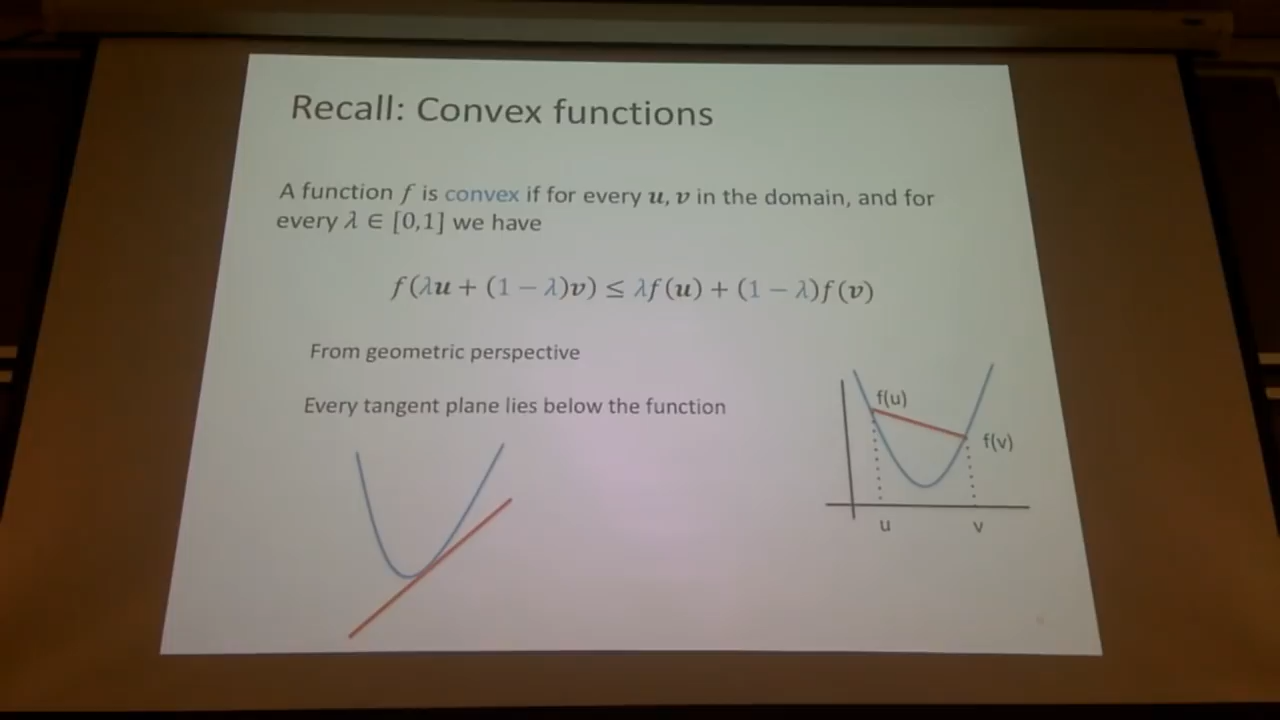 Recall: Convex functions
A function f is convex if for every u, v in the domain, and for
every λ ∈ [0,1] we have
f(λu + (1 − λ)v) ≤ λf(u) + (1 − λ)f(v)
From geometric perspective
Every tangent plane lies below the function
f(u)
f(v)
u
v